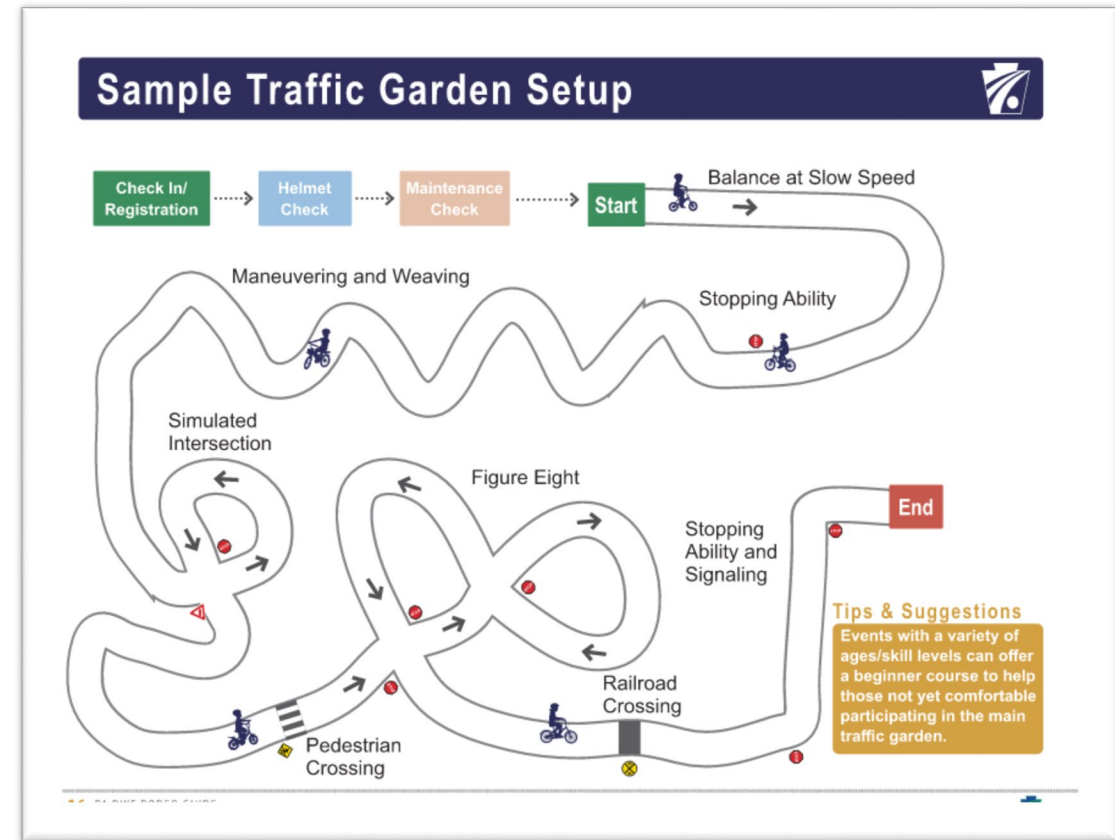 Sample Traffic Garden Setup
Check In/
Registration
Helmet
Check
Maintenance
Check
Start
Balance at Slow Speed
Maneuvering and Weaving
Stopping Ability
Simulated
Intersection
Figure Eight
Stopping
Ability and
Signaling
End
Railroad
Crossing
Pedestrian
Crossing
Tips & Suggestions
Events with a variety of
ages/skill levels can offer
a beginner course to help
those not yet comfortable
participating in the main
traffic garden.